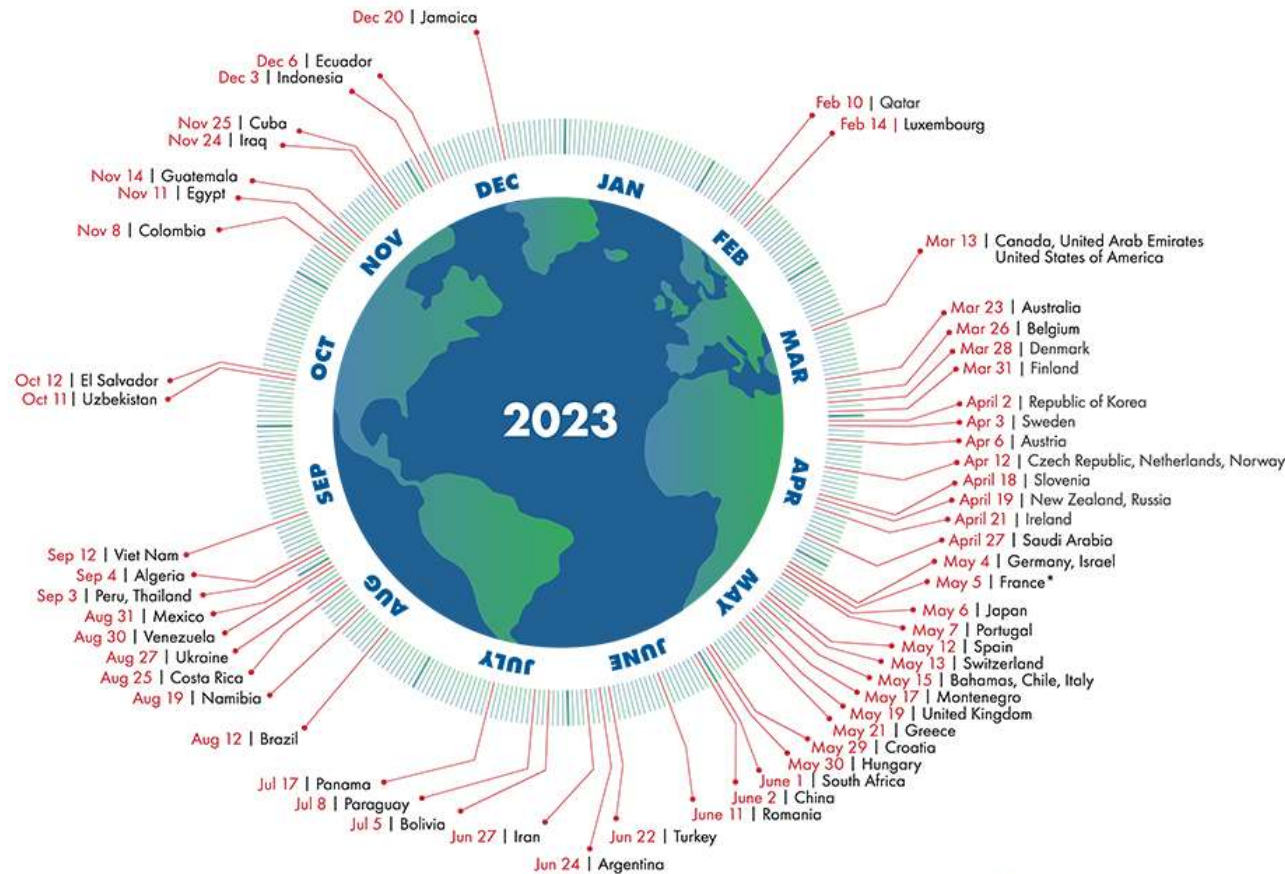 Dec 20 | Jamaica
Dec 6 | Ecuador
Dec 3 | Indonesia
Nov 25 | Cuba
Nov 24 | Iraq
Nov 14 | Guatemala
Nov 11 | Egypt
Nov 8 | Colombia
Oct 12 | El Salvador
Oct 11 | Uzbekistan
Sep 12 | Viet Nam
Sep 4 | Algeria
Sep 3 | Peru, Thailand
Aug 31 | Mexico
Aug 30 | Venezuela
Aug 27 | Ukraine
Aug 25 | Costa Rica
Aug 19 | Namibia
Aug 12 | Brazil
Jul 17 | Panama
Jul 8 | Paraguay
Jul 5 | Bolivia
Jun 27 | Iran
Jun 24 | Argentina
Jun 22 | Turkey
Feb 10 | Qatar
Feb 14 | Luxembourg
Mar 13 | Canada, United Arab Emirates
United States of America
Mar 23 | Australia
Mar 26 | Belgium
Mar 28 | Denmark
Mar 31 | Finland
April 2 | Republic of Korea
Apr 3 | Sweden
Apr 6 | Austria
Apr 12 | Czech Republic, Netherlands, Norway
April 18 | Slovenia
April 19 | New Zealand, Russia
April 21 | Ireland
April 27 | Saudi Arabia
May 4 | Germany, Israel
May 5 | France*
May 6 | Japan
May 7 | Portugal
May 12 | Spain
May 13 | Switzerland
May 15 | Bahamas, Chile, Italy
May 17 | Montenegro
May 19 | United Kingdom
May 21 | Greece
May 29 | Croatia
May 30 | Hungary
June 1 | South Africa
June 2 | China
June 11 | Romania
JAN
FEB
MAR
APR
MAY
JUNE
JULY
AUG
SEP
OCT
NOV
DEC
2023